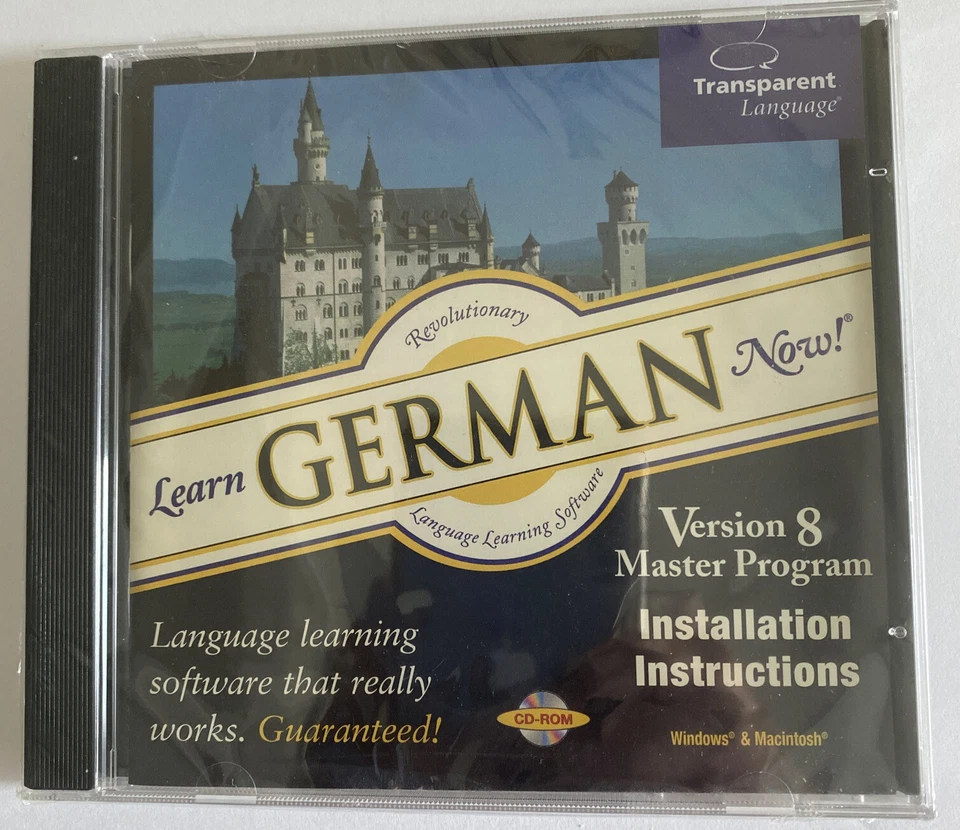 Transparent
Language®
Revolutionary
Learn GERMAN Now!®
Language Learning Software
Version 8
Master Program
Installation
Instructions
Language learning
software that really
works. Guaranteed!
CD-ROM
Windows® & Macintosh®